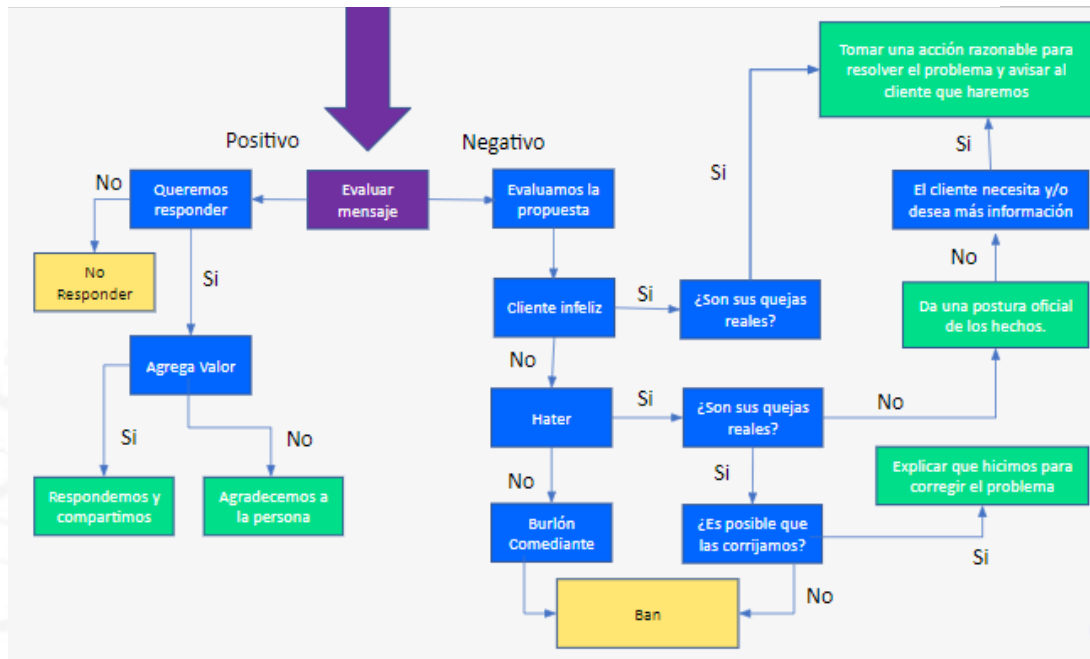 Tomar una acción razonable para
resolver el problema y avisar al
cliente que haremos
Positivo
Negativo
Si
Si
No
Queremos
responder
Evaluar
mensaje
Evaluamos la
propuesta
El cliente necesita y/o
desea más información
No
Responder
Si
No
Cliente infeliz
Si
¿Son sus quejas
reales?
Da una postura oficial
de los hechos.
Agrega Valor
No
Hater
Si
¿Son sus quejas
reales?
No
Si
No
Explicar que hicimos para
corregir el problema
Si
No
Respondemos y
compartimos
Agradecemos a
la persona
Burlón
Comediante
¿Es posible que
las corrijamos?
Si
No
Ban